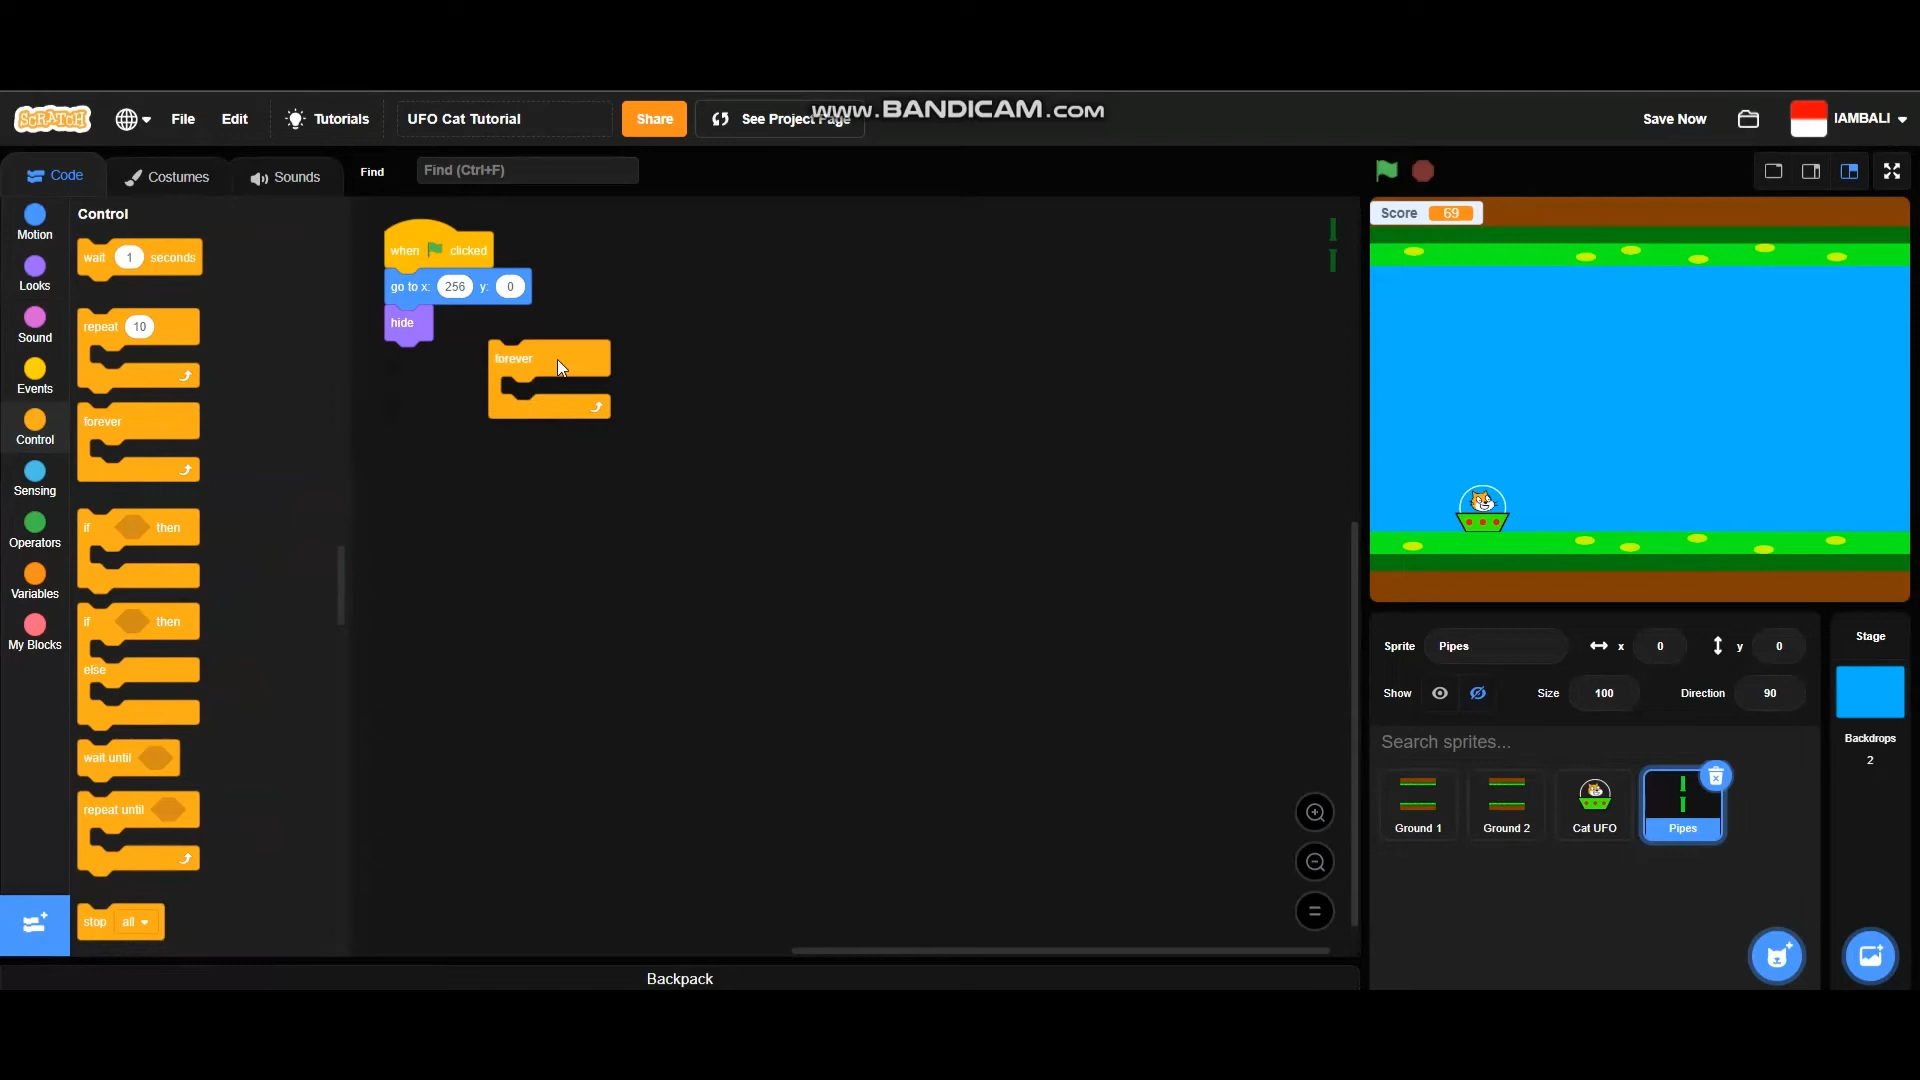 www.BANDICAM.com
SCRATCH File Edit Tutorials UFO Cat Tutorial Share See Project Page Save Now IAMBALI
Code Costumes Sounds Find Find (Ctrl+F)
Motion
Looks
Sound
Events
Control
Sensing
Operators
Variables
My Blocks
Control
wait 1 seconds
repeat 10
forever
if then
if then
else
wait until
repeat until
stop all
when clicked
go to x: 256 y: 0
hide
forever
Score 69
Sprite Pipes x 0 y 0
Show Size 100 Direction 90
Search sprites...
Ground 1 Ground 2 Cat UFO Pipes
Stage
Backdrops
2
Backpack